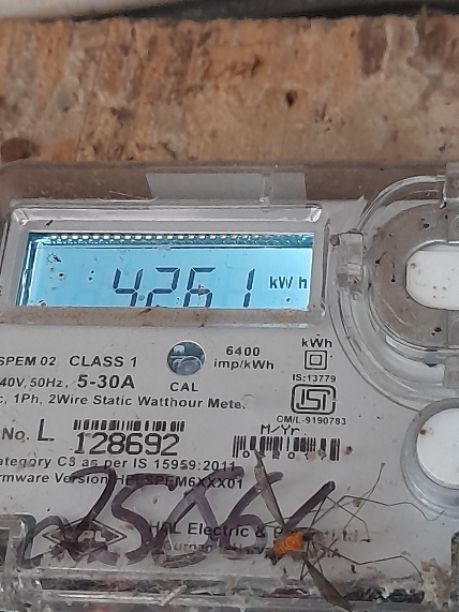 4261 kWh
SPEM 02 CLASS 1
6400
imp/kWh
kWh
40V, 50Hz, 5-30A
CAL
IS:13779
1Ph, 2Wire Static Watthour Mete
CM/L-9190783
No. L. 128692
M/Yr.
ategory C3 as per IS 15959:2011
rmware Version
Electric &